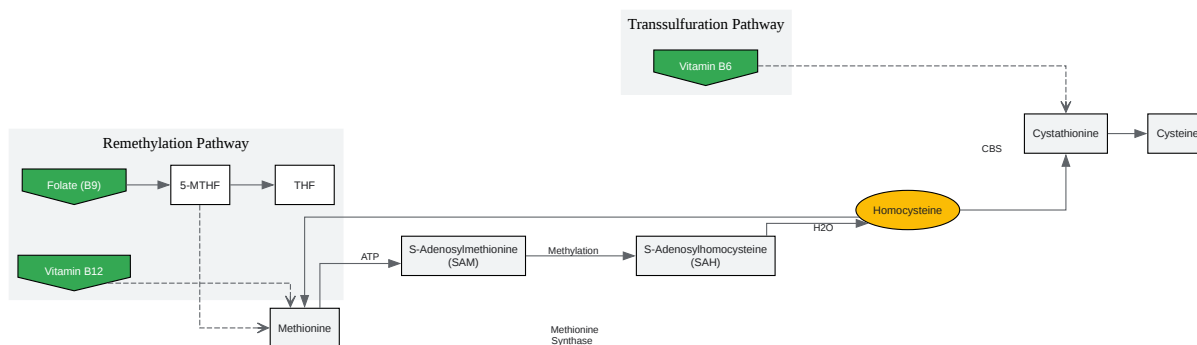 Transsulfuration Pathway
Vitamin B6
Cystathionine
Cysteine
CBS
Remethylation Pathway
Folate (B9)
5-MTHF
THF
Homocysteine
H2O
S-Adenosylmethionine
(SAM)
Methylation
S-Adenosylhomocysteine
(SAH)
ATP
Vitamin B12
Methionine
Methionine
Synthase